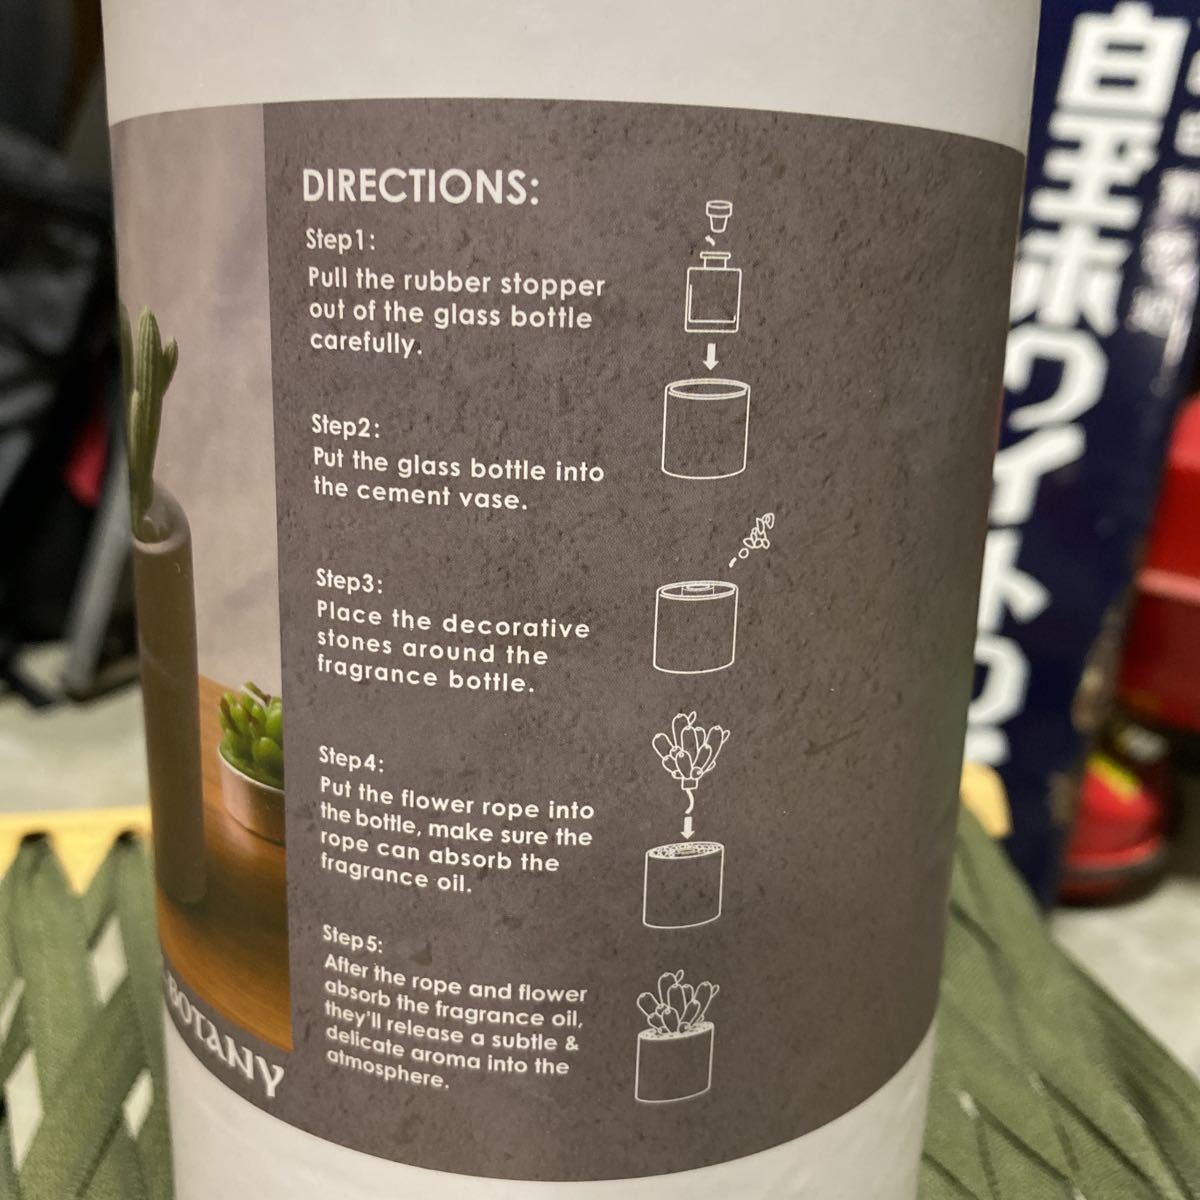 DIRECTIONS:
Step1:
Pull the rubber stopper
out of the glass bottle
carefully.
Step2:
Put the glass bottle into
the cement vase.
Step3:
Place the decorative
stones around the
fragrance bottle.
Step4:
Put the flower rope into
the bottle, make sure the
rope can absorb the
fragrance oil.
Step5:
After the rope and flower
absorb the fragrance oil,
they'll release a subtle &
delicate aroma into the
atmosphere.
BOTANY
白玉ホワイト